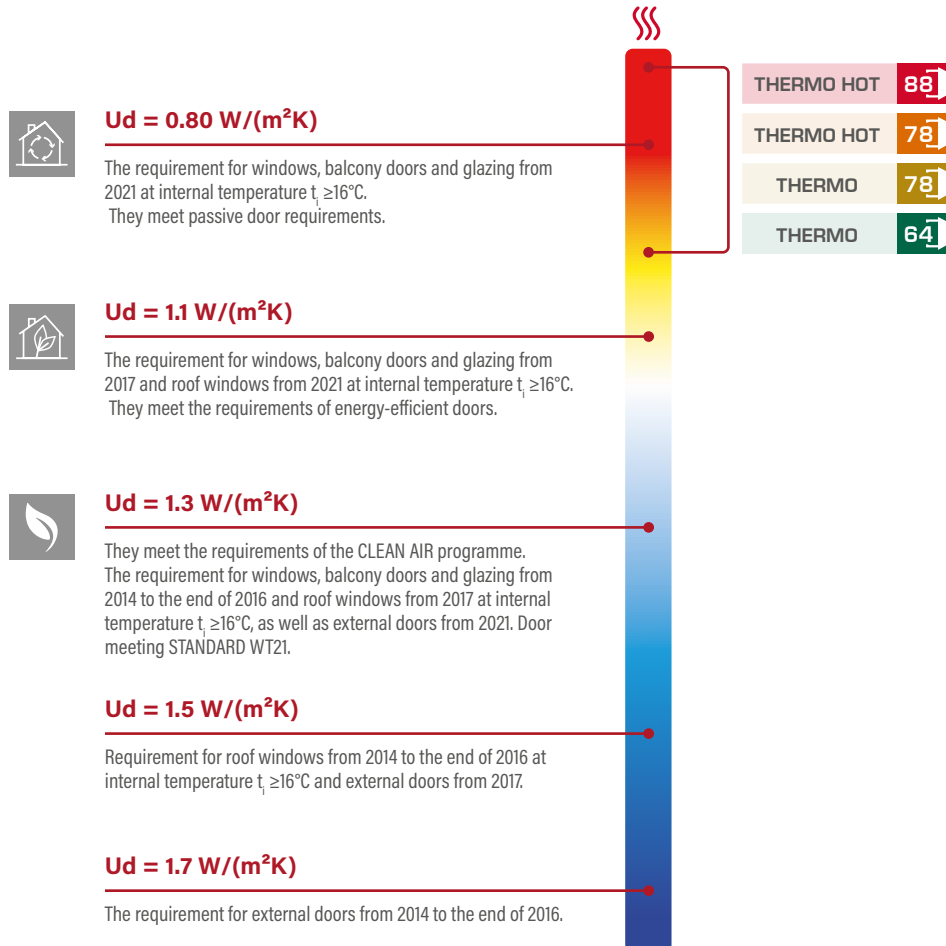 Ud = 0.80 W/(m²K)
The requirement for windows, balcony doors and glazing from
2021 at internal temperature tᵢ ≥16°C.
They meet passive door requirements.
THERMO HOT 88
THERMO HOT 78
THERMO 78
THERMO 64
Ud = 1.1 W/(m²K)
The requirement for windows, balcony doors and glazing from
2017 and roof windows from 2021 at internal temperature tᵢ ≥16°C.
They meet the requirements of energy-efficient doors.
Ud = 1.3 W/(m²K)
They meet the requirements of the CLEAN AIR programme.
The requirement for windows, balcony doors and glazing from
2014 to the end of 2016 and roof windows from 2017 at internal
temperature tᵢ ≥16°C, as well as external doors from 2021. Door
meeting STANDARD WT21.
Ud = 1.5 W/(m²K)
Requirement for roof windows from 2014 to the end of 2016 at
internal temperature tᵢ ≥16°C and external doors from 2017.
Ud = 1.7 W/(m²K)
The requirement for external doors from 2014 to the end of 2016.